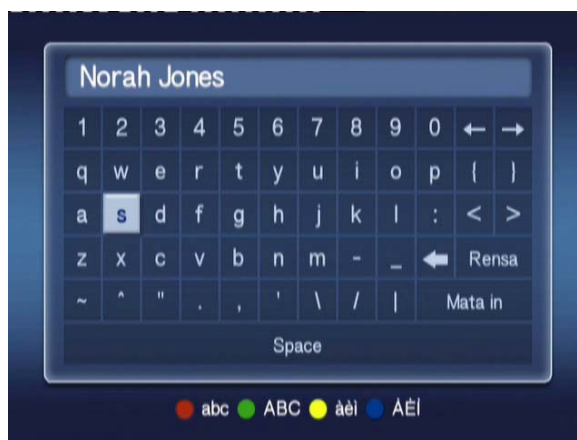 Norah Jones
1 2 3 4 5 6 7 8 9 0 ← →
q w e r t y u i o p { }
a s d f g h j k l : < >
z x c v b n m - _ ← Rensa
~ ^ " . , ' \ / | Mata in
Space
abc ABC àèì ÀÈÌ